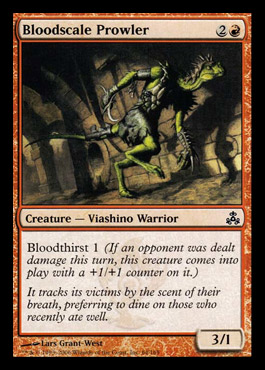 Bloodscale Prowler 2
Creature — Viashino Warrior
Bloodthirst 1 (If an opponent was dealt
damage this turn, this creature comes into
play with a +1/+1 counter on it.)
It tracks its victims by the scent of their
breath, preferring to dine on those who
recently ate well.
3/1
Lars Grant-West